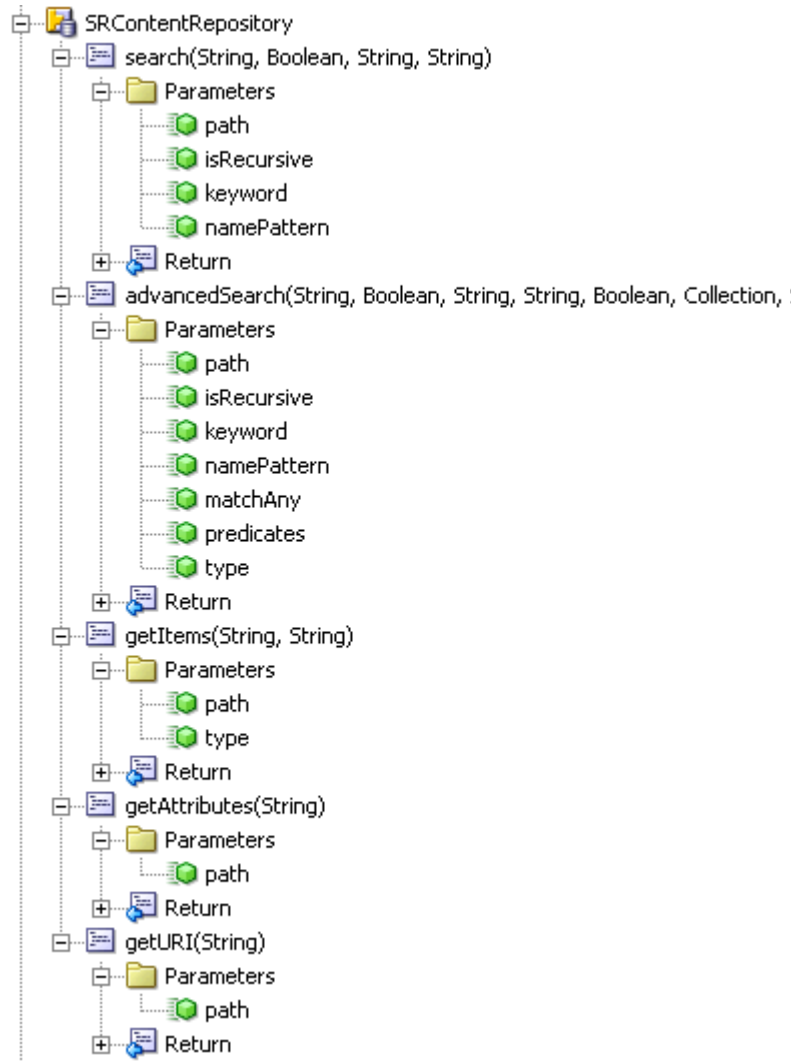 SRContentRepository
search(String, Boolean, String, String)
Parameters
path
isRecursive
keyword
namePattern
Return
advancedSearch(String, Boolean, String, String, Boolean, Collection,
Parameters
path
isRecursive
keyword
namePattern
matchAny
predicates
type
Return
getItems(String, String)
Parameters
path
type
Return
getAttributes(String)
Parameters
path
Return
getURI(String)
Parameters
path
Return